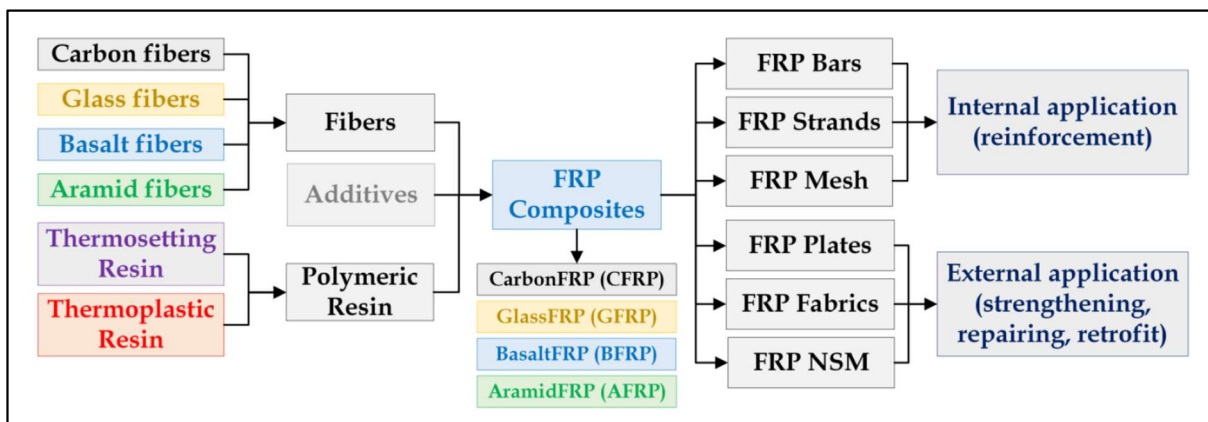 Carbon fibers
Glass fibers
Basalt fibers
Aramid fibers
Thermosetting
Resin
Thermoplastic
Resin
Fibers
Additives
Polymeric
Resin
FRP
Composites
CarbonFRP (CFRP)
GlassFRP (GFRP)
BasaltFRP (BFRP)
AramidFRP (AFRP)
FRP Bars
FRP Strands
FRP Mesh
FRP Plates
FRP Fabrics
FRP NSM
Internal application
(reinforcement)
External application
(strengthening,
repairing, retrofit)